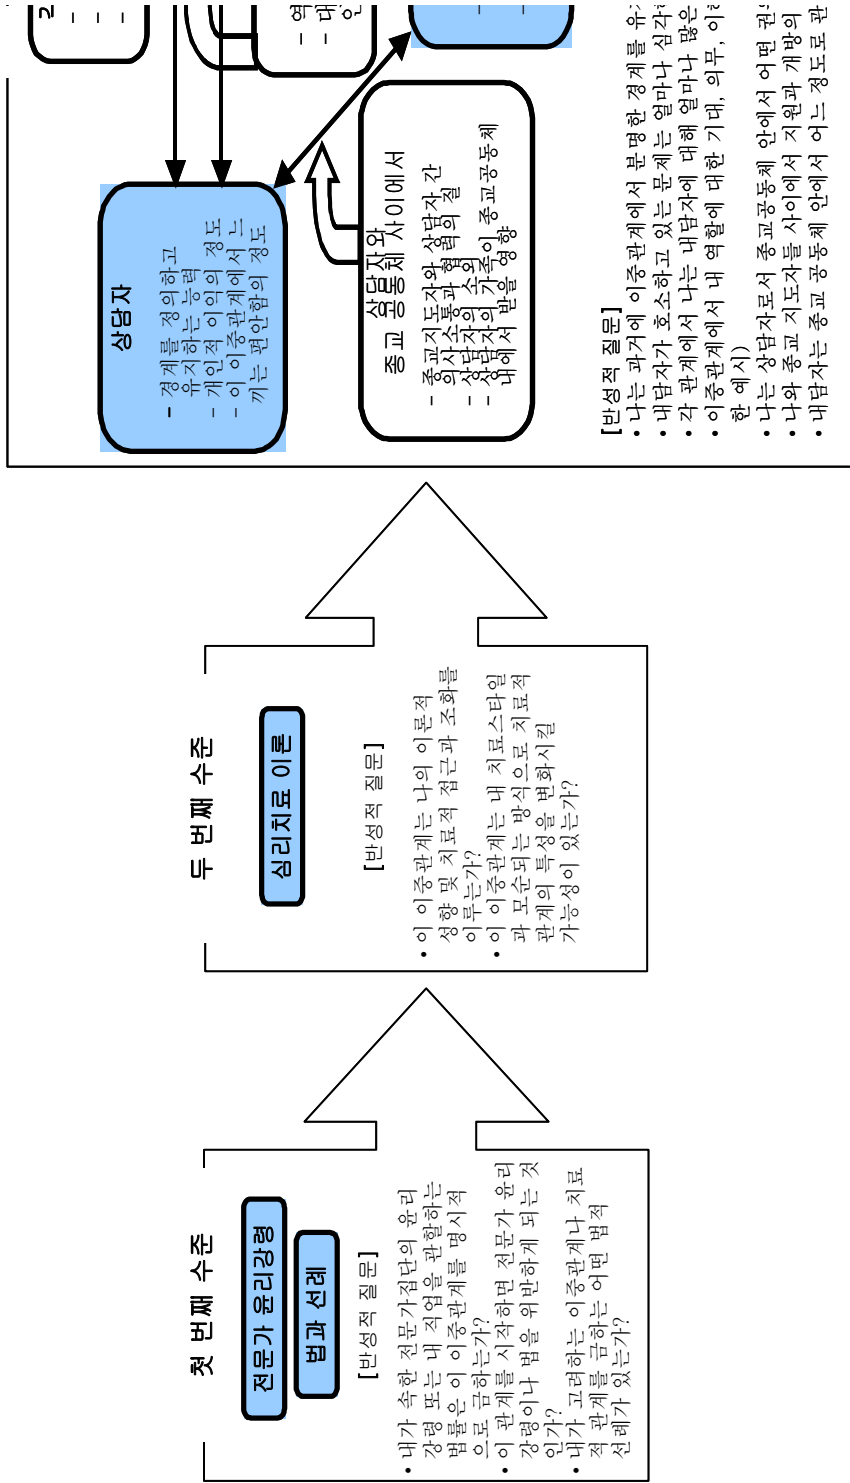 첫 번째 수준
전문가 윤리강령
법과 선례
[반성적 질문]
• 내가 속한 전문가집단의 윤리
강령 또는 내 직업을 관할하는
법률은 이 이중관계를 명시적
으로 금하는가?
• 이 관계를 시작하면 전문가 윤리
강령이나 법을 위반하게 되는 것
인가?
• 내가 고려하는 이중관계나 치료
적 관계를 금하는 어떤 법적
선례가 있는가?
두 번째 수준
심리치료 이론
[반성적 질문]
• 이 이중관계는 나의 이론적
성향 및 치료적 접근과 조화를
이루는가?
• 이 이중관계는 내 치료스타일
과 모순되는 방식으로 치료적
관계의 특성을 변화시킬
가능성이 있는가?
상담자
- 경계를 정의하고
유지하는 능력
- 개인적 이익의 정도
- 이 이중관계에서 느
끼는 편안함의 정도
상담자와
종교 공동체 사이에서
- 종교지도자와 상담자 간
의사소통과 협력의 질
- 상담자의 소외
- 상담자의 가족이 종교공동체
내에서 받을 영향
- 역
- 대
인
[반성적 질문]
• 나는 과거에 이중관계에서 분명한 경계를 유
• 내담자가 호소하고 있는 문제는 얼마나 심각
• 각 관계에서 나는 내담자에 대해 얼마나 많은
• 이중관계에서 내 역할에 대한 기대, 의무, 이
한 예시)
• 나는 상담자로서 종교공동체 안에서 어떤 권
• 나와 종교 지도자들 사이에서 지원과 개방의
• 내담자는 종교 공동체 안에서 어느 정도로 관